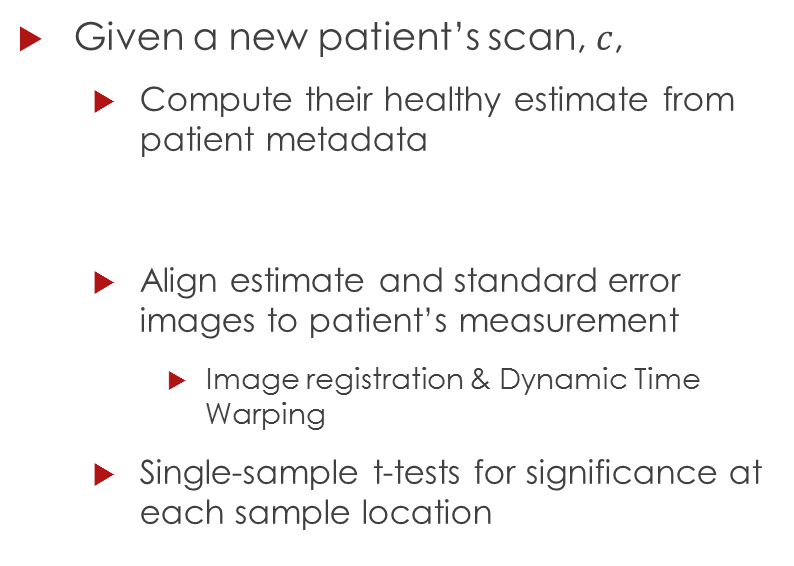 Given a new patient’s scan, c,
Compute their healthy estimate from
patient metadata
Align estimate and standard error
images to patient’s measurement
Image registration & Dynamic Time
Warping
Single-sample t-tests for significance at
each sample location